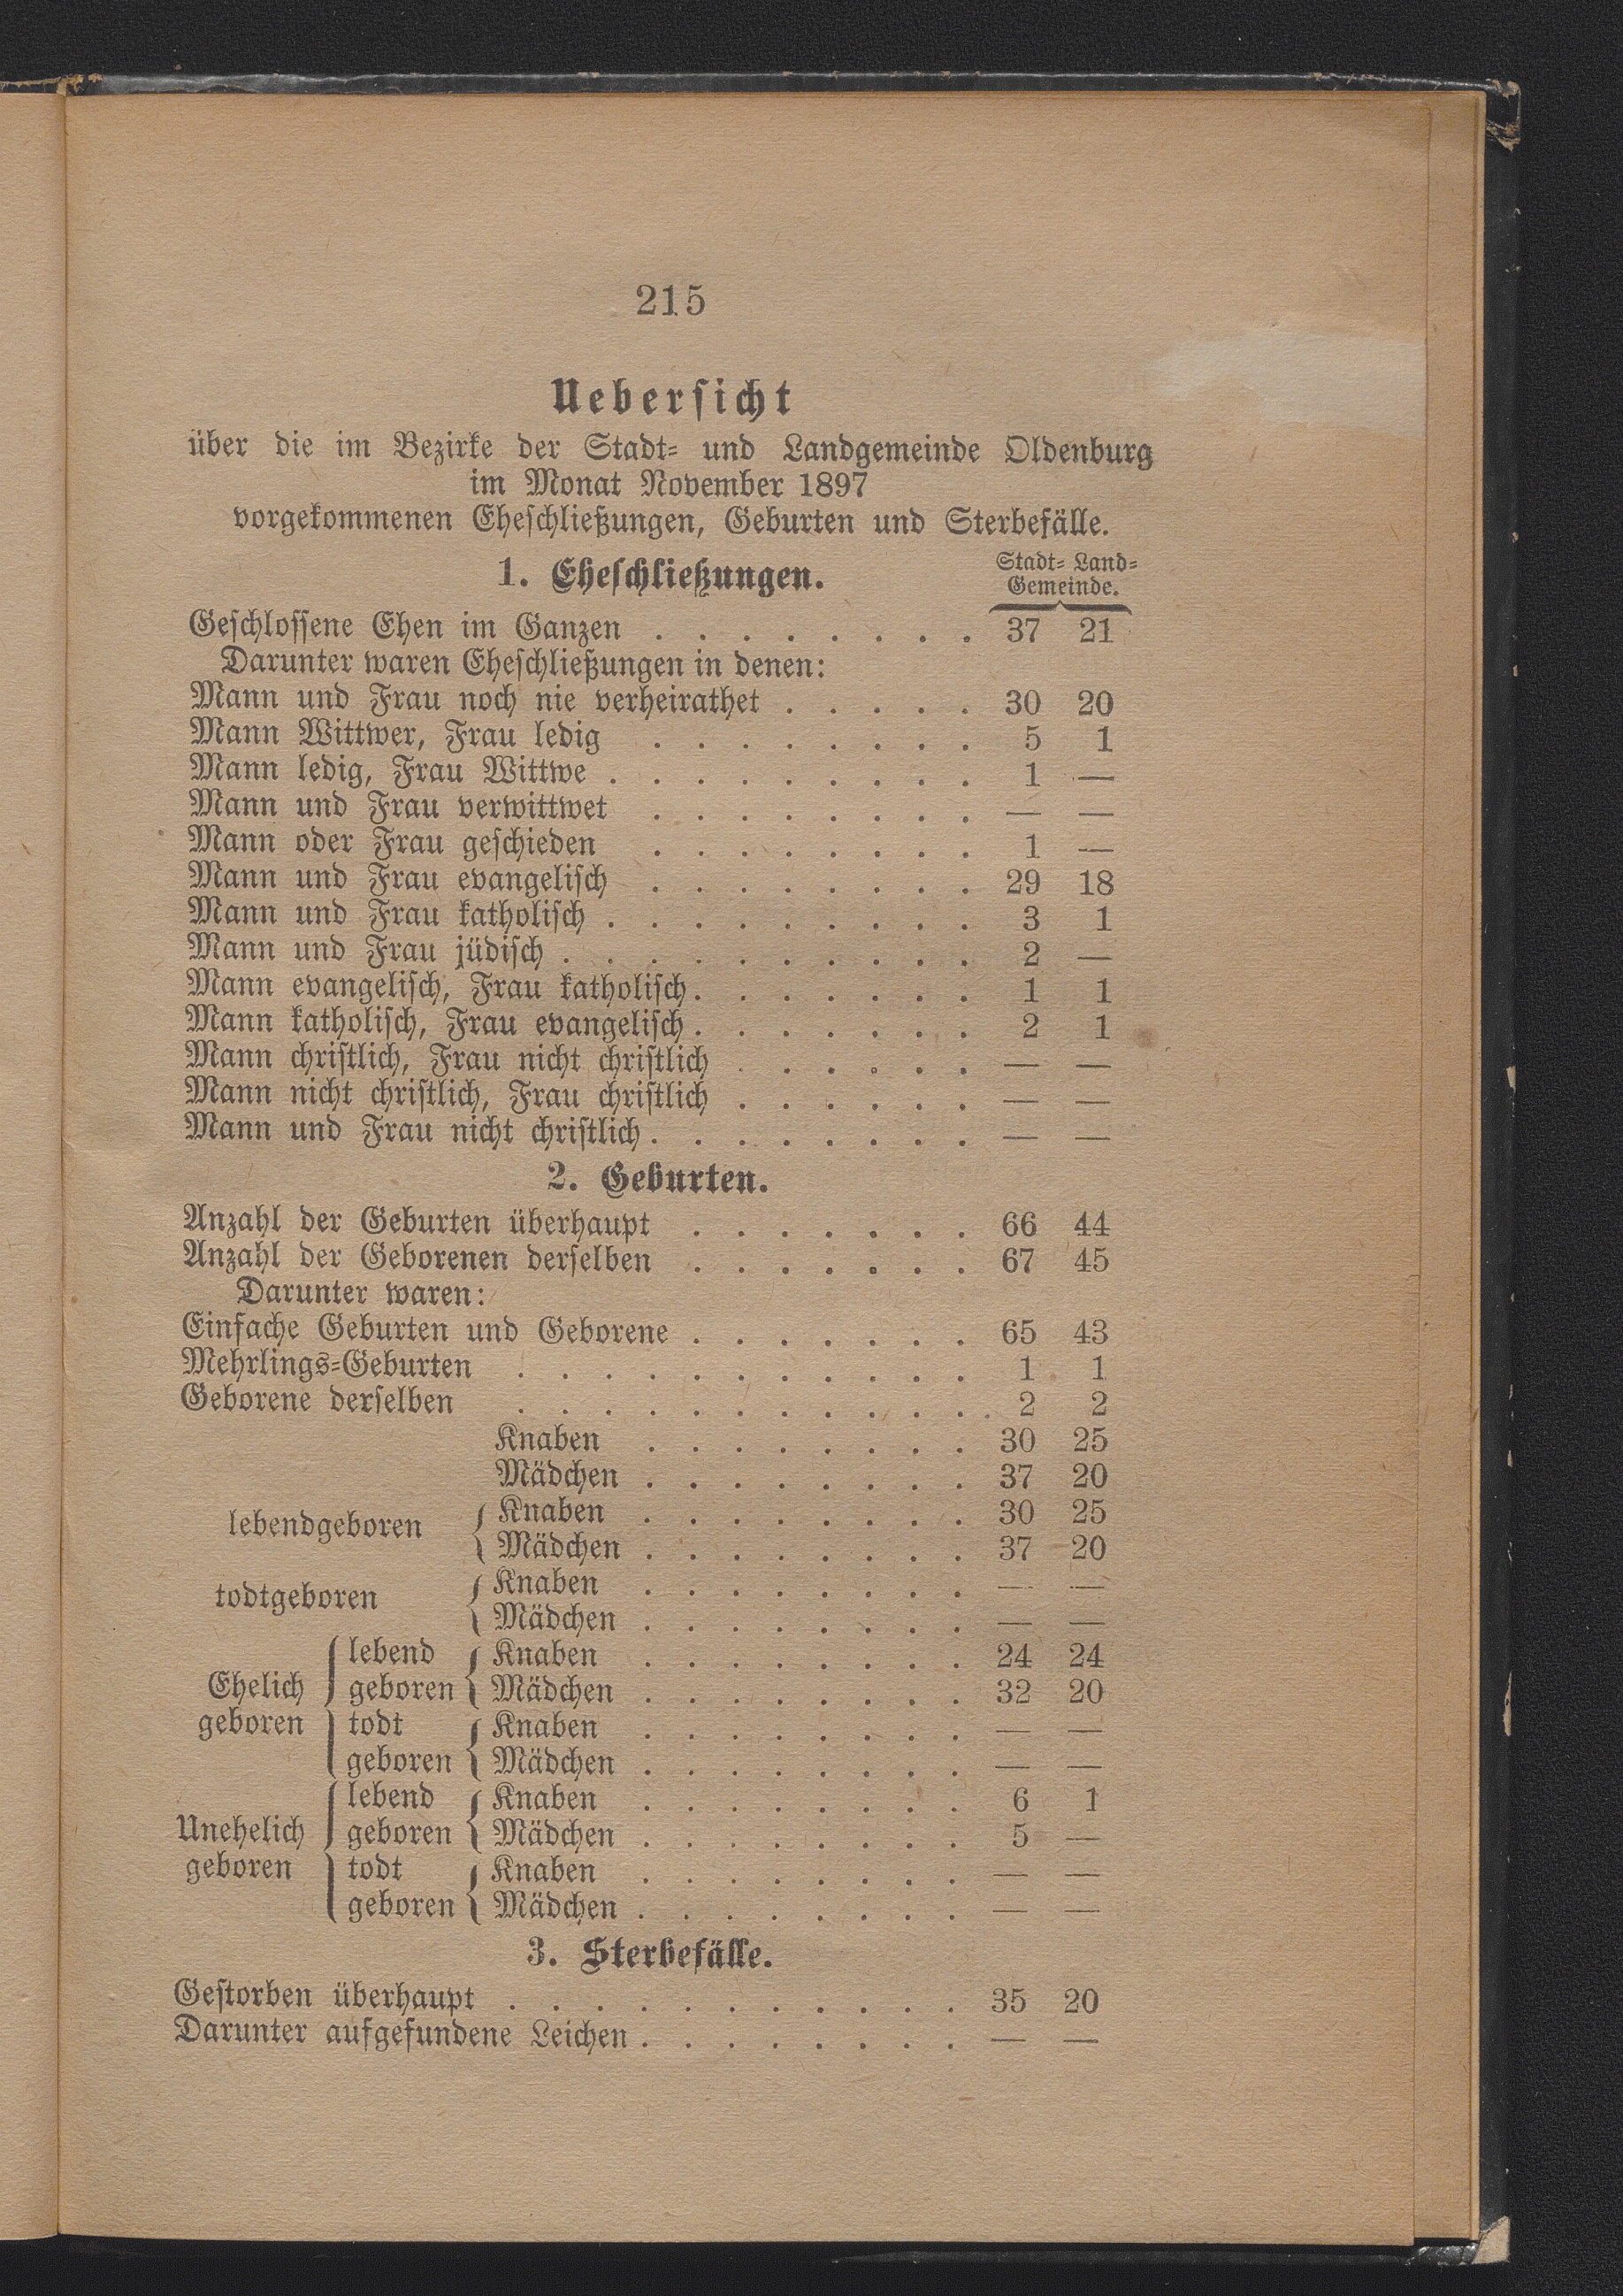 215
Uebersicht
über die im Bezirke der Stadt= und Landgemeinde Oldenburg
im Monat November 1897
vorgekommenen Eheschließungen, Geburten und Sterbefälle.
1. Eheschließungen. Stadt= Land=
Gemeinde.
Geschlossene Ehen im Ganzen . . . . . . . . 37 21
Darunter waren Eheschließungen in denen:
Mann und Frau noch nie verheirathet . . . . . 30 20
Mann Wittwer, Frau ledig . . . . . . . . 5 1
Mann ledig, Frau Wittwe . . . . . . . . . 1 —
Mann und Frau verwittwet . . . . . . . . — —
Mann oder Frau geschieden . . . . . . . . 1 —
Mann und Frau evangelisch . . . . . . . . 29 18
Mann und Frau katholisch . . . . . . . . . 3 1
Mann und Frau jüdisch . . . . . . . . . . 2 —
Mann evangelisch, Frau katholisch . . . . . . . 1 1
Mann katholisch, Frau evangelisch . . . . . . . 2 1
Mann christlich, Frau nicht christlich . . . . . . — —
Mann nicht christlich, Frau christlich . . . . . . — —
Mann und Frau nicht christlich . . . . . . . . — —
2. Geburten.
Anzahl der Geburten überhaupt . . . . . . . 66 44
Anzahl der Geborenen derselben . . . . . . . 67 45
Darunter waren:
Einfache Geburten und Geborene . . . . . . . 65 43
Mehrlings=Geburten . . . . . . . . . . . 1 1
Geborene derselben . . . . . . . . . . . 2 2
Knaben . . . . . . . . 30 25
Mädchen . . . . . . . . 37 20
lebendgeboren { Knaben . . . . . . . . 30 25
Mädchen . . . . . . . . 37 20
todtgeboren { Knaben . . . . . . . . — —
Mädchen . . . . . . . . — —
lebend { Knaben . . . . . . . . 24 24
Ehelich geboren { Mädchen . . . . . . . . 32 20
geboren todt { Knaben . . . . . . . . — —
geboren { Mädchen . . . . . . . . — —
lebend { Knaben . . . . . . . . 6 1
Unehelich geboren { Mädchen . . . . . . . . 5 —
geboren todt { Knaben . . . . . . . . — —
geboren { Mädchen . . . . . . . . — —
3. Sterbefälle.
Gestorben überhaupt . . . . . . . . . . . 35 20
Darunter aufgefundene Leichen . . . . . . . . — —